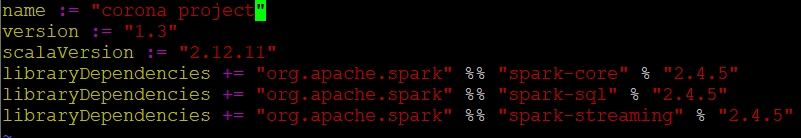 name := "corona project"
version := "1.3"
scalaVersion := "2.12.11"
libraryDependencies += "org.apache.spark" %% "spark-core" % "2.4.5"
libraryDependencies += "org.apache.spark" %% "spark-sql" % "2.4.5"
libraryDependencies += "org.apache.spark" %% "spark-streaming" % "2.4.5"
~